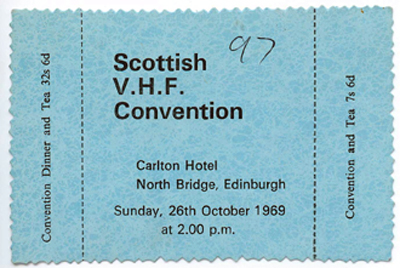 Convention Dinner and Tea 32s 6d
97
Scottish
V.H.F.
Convention
Carlton Hotel
North Bridge, Edinburgh
Sunday, 26th October 1969
at 2.00 p.m.
Convention and Tea 7s 6d